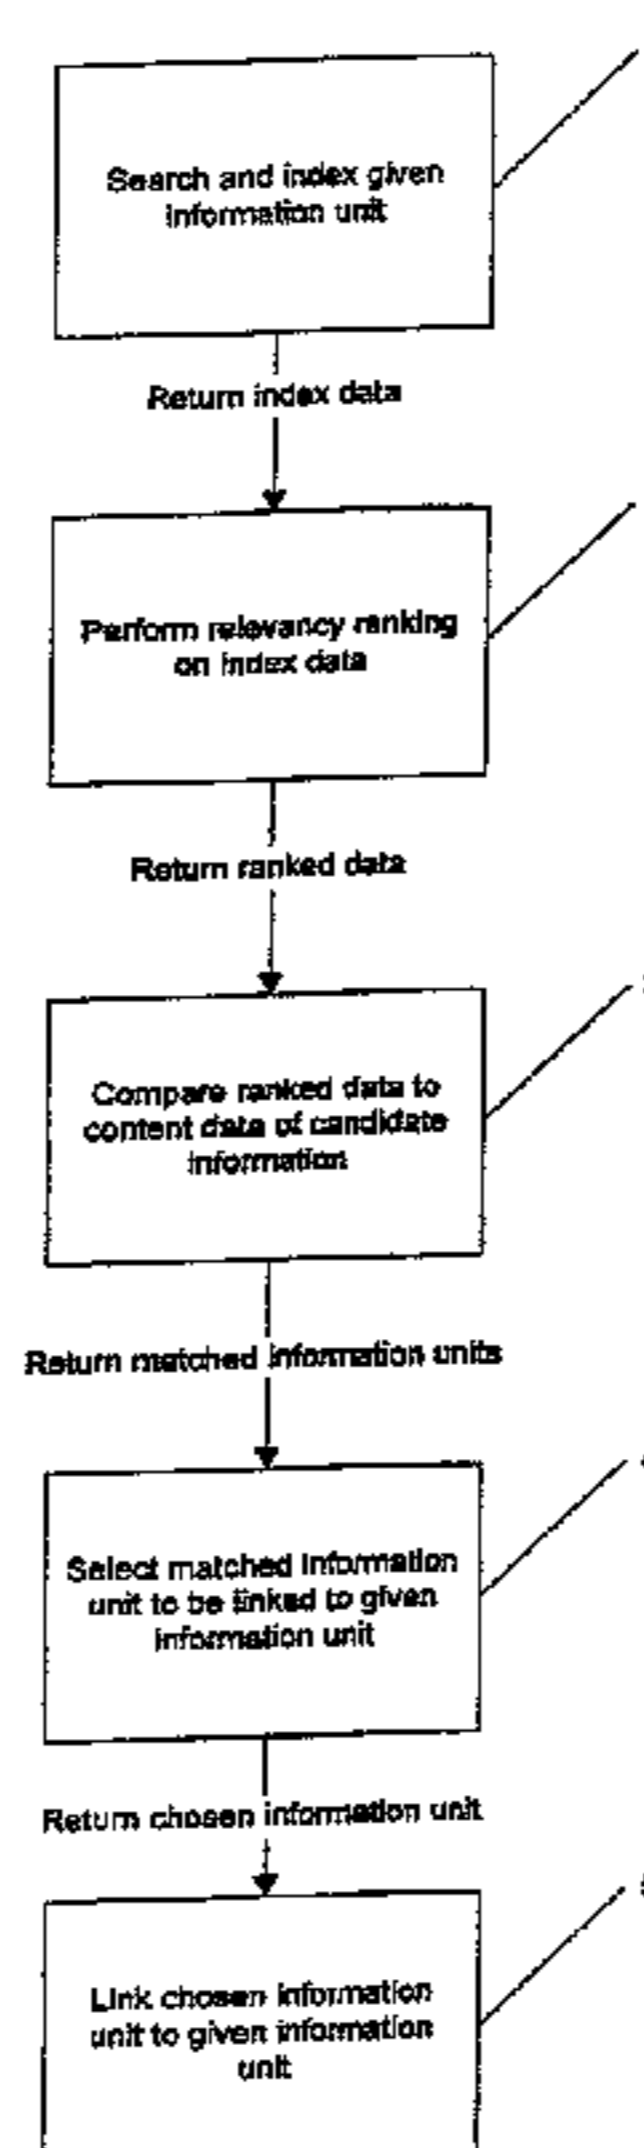 Search and index given
information unit
Return index data
Perform relevancy ranking
on index data
Return ranked data
Compare ranked data to
content data of candidate
information
Return matched information units
Select matched information
unit to be linked to given
information unit
Return chosen information unit
Link chosen information
unit to given information
unit